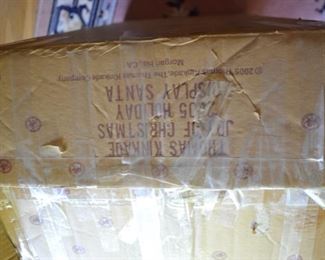 THOMAS KINKADE
JOY OF CHRISTMAS
2005 HOLIDAY
DISPLAY SANTA
© 2005 Thomas Kinkade, The Thomas Kinkade Company
Morgan Hill, CA